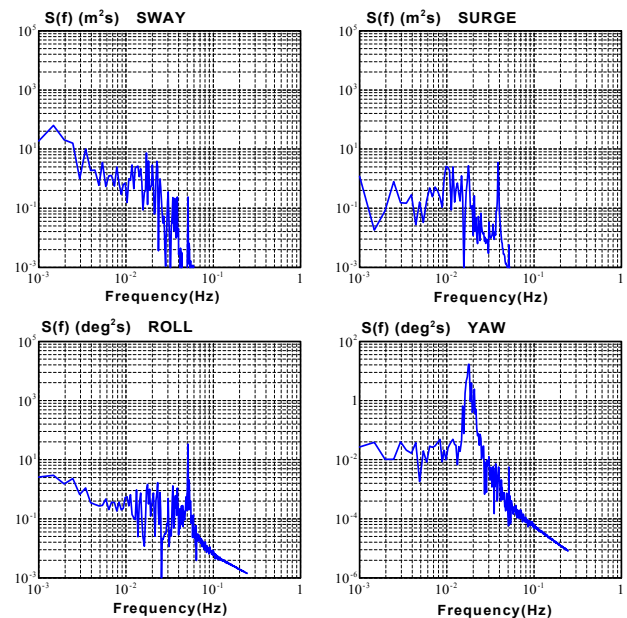 S(f) (m²s) SWAY
10⁵
10³
10¹
10⁻¹
10⁻³
10⁻³ 10⁻² 10⁻¹ 1
Frequency(Hz)
S(f) (m²s) SURGE
10⁵
10³
10¹
10⁻¹
10⁻³
10⁻³ 10⁻² 10⁻¹ 1
Frequency(Hz)
S(f) (deg²s) ROLL
10⁵
10³
10¹
10⁻¹
10⁻³
10⁻³ 10⁻² 10⁻¹ 1
Frequency(Hz)
S(f) (deg²s) YAW
10²
1
10⁻²
10⁻⁴
10⁻⁶
10⁻³ 10⁻² 10⁻¹ 1
Frequency(Hz)